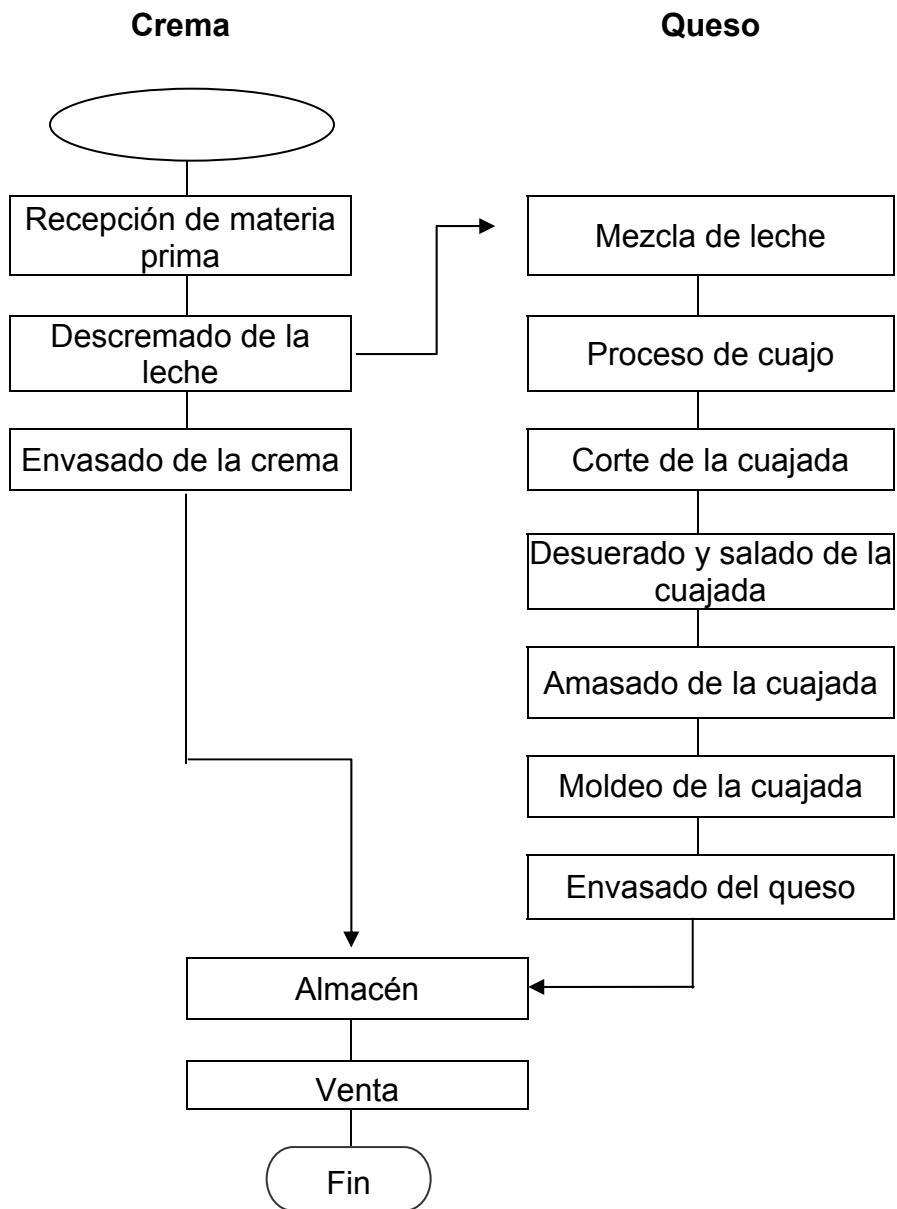 Crema
Queso
Recepción de materia
prima
Descremado de la
leche
Envasado de la crema
Mezcla de leche
Proceso de cuajo
Corte de la cuajada
Desuerado y salado de la
cuajada
Amasado de la cuajada
Moldeo de la cuajada
Envasado del queso
Almacén
Venta
Fin